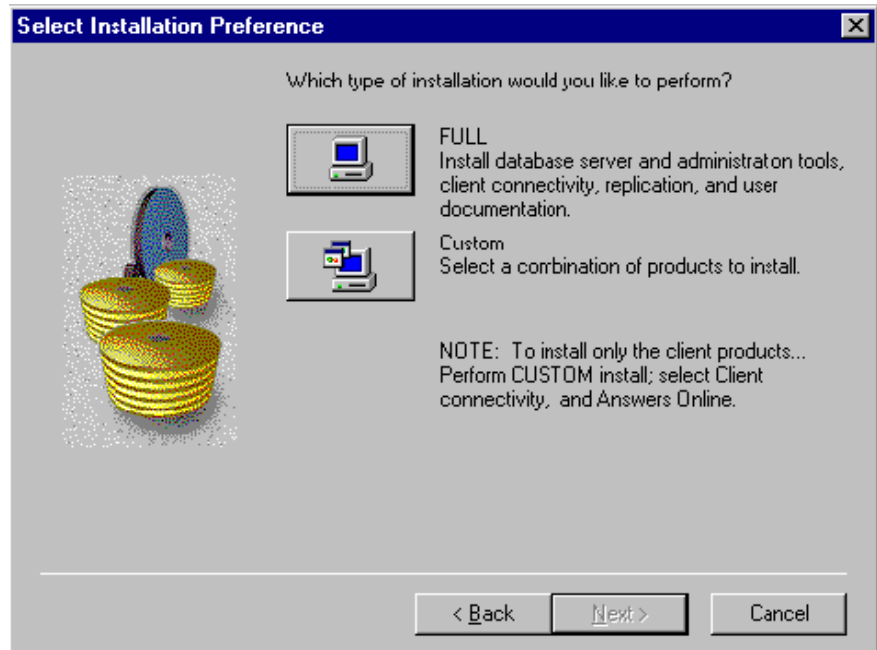 Select Installation Preference
Which type of installation would you like to perform?
FULL
Install database server and administraton tools,
client connectivity, replication, and user
documentation.
Custom
Select a combination of products to install.
NOTE:  To install only the client products...
Perform CUSTOM install; select Client
connectivity,  and Answers Online.
< Back
Next >
Cancel